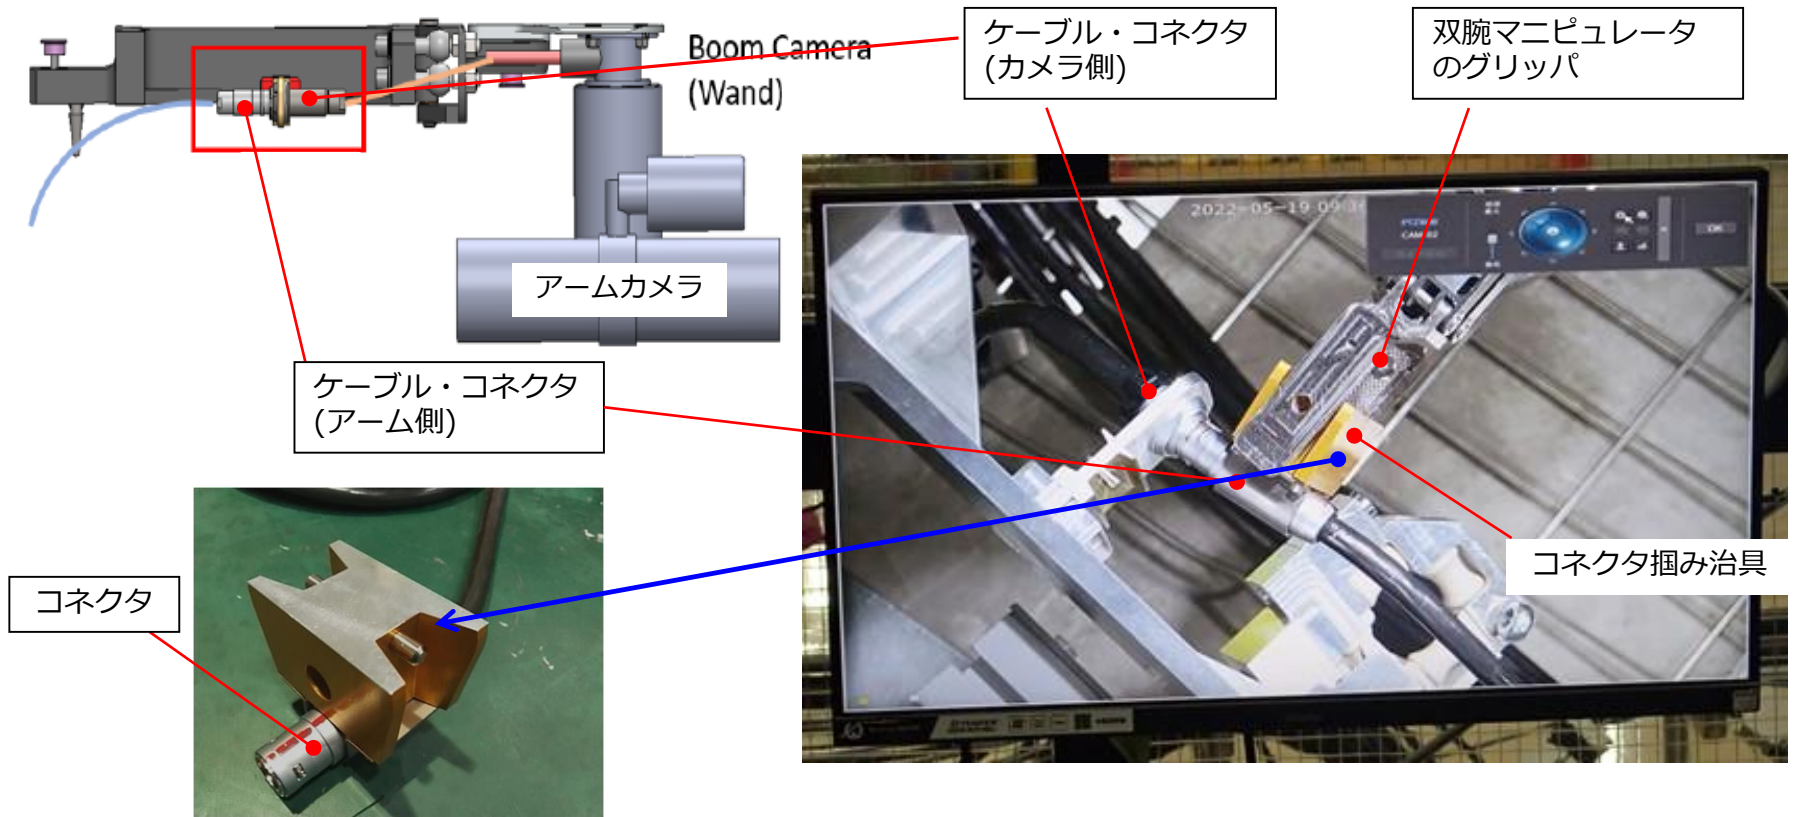 Boom Camera
(Wand)
ケーブル・コネクタ
(カメラ側)
双腕マニピュレータ
のグリッパ
アームカメラ
ケーブル・コネクタ
(アーム側)
コネクタ
コネクタ掴み治具
2022-05-19 09:3
OK